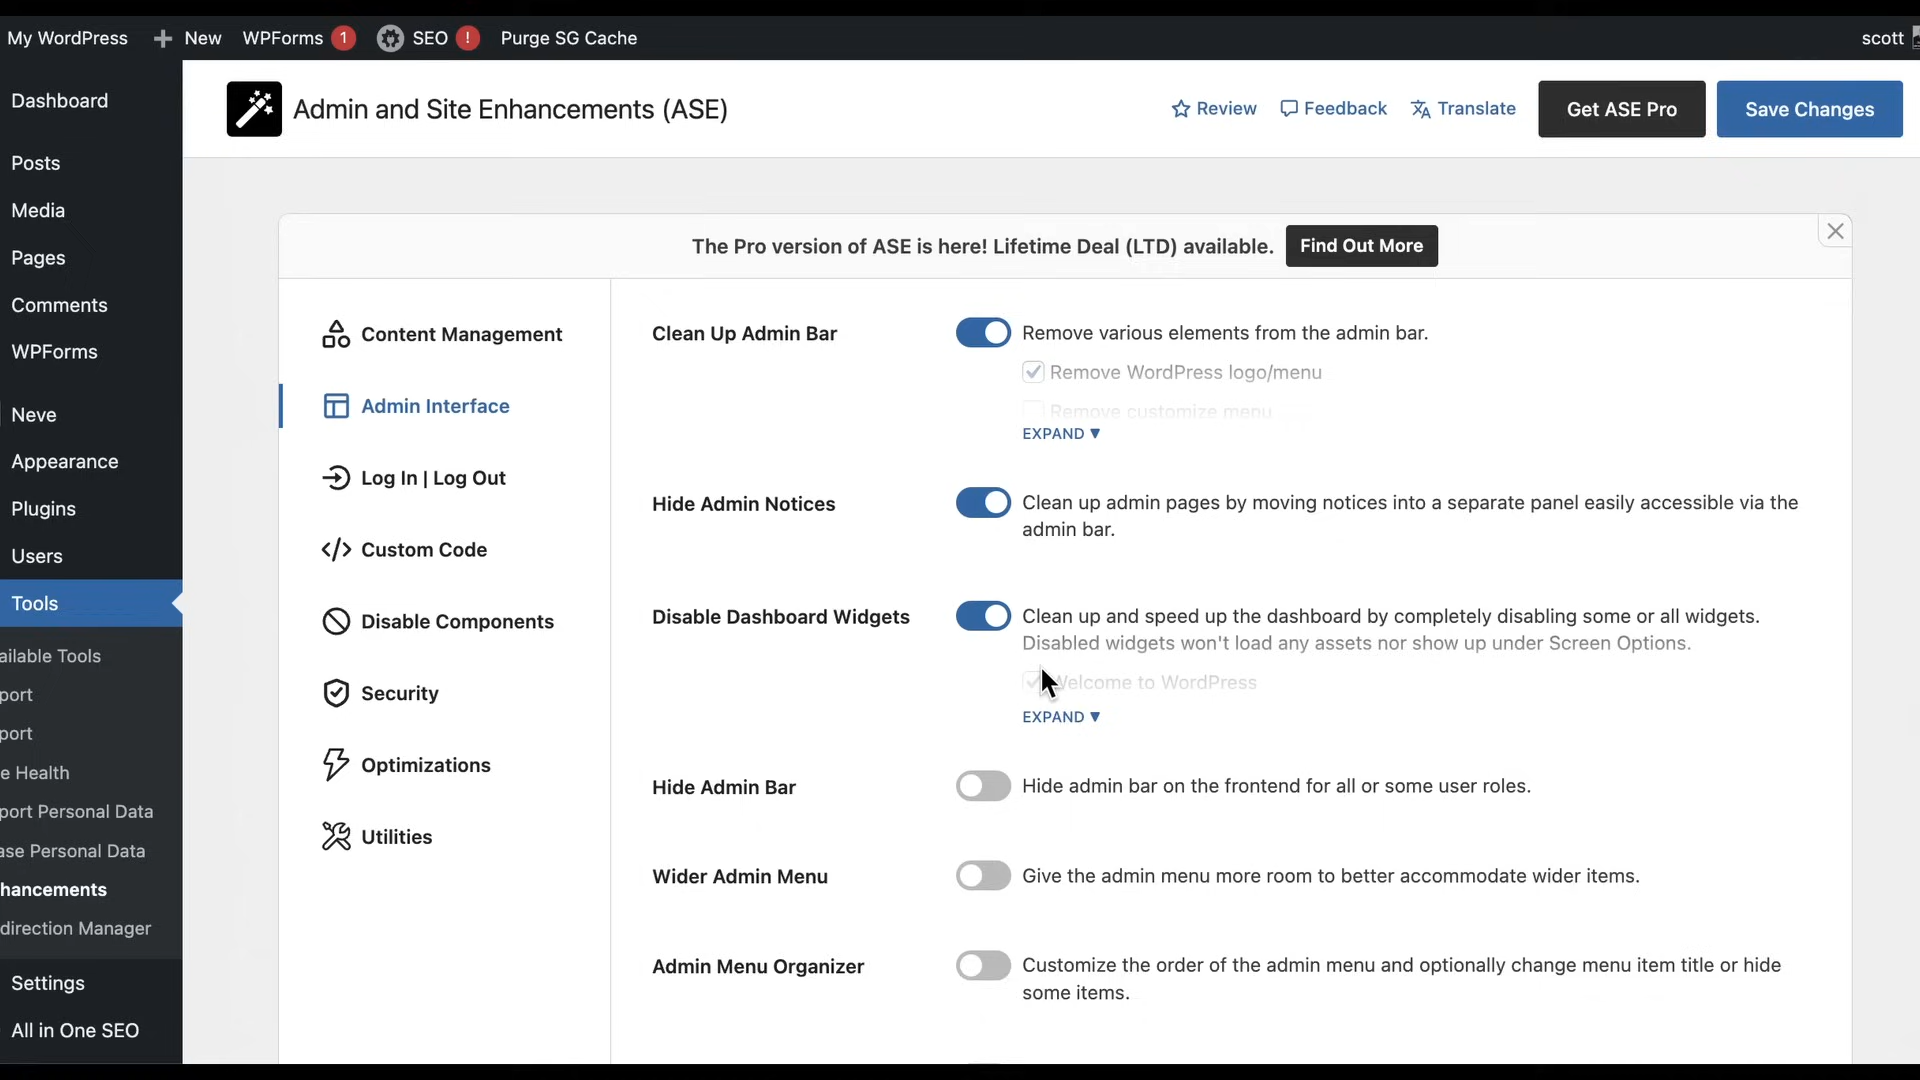 My WordPress
New
WPForms 1
SEO !
Purge SG Cache
scott
Dashboard
Posts
Media
Pages
Comments
WPForms
Neve
Appearance
Plugins
Users
Tools
ailable Tools
port
port
e Health
port Personal Data
ase Personal Data
hancements
direction Manager
Settings
All in One SEO
Admin and Site Enhancements (ASE)
Review
Feedback
Translate
Get ASE Pro
Save Changes
The Pro version of ASE is here! Lifetime Deal (LTD) available.
Find Out More
Content Management
Admin Interface
Log In | Log Out
Custom Code
Disable Components
Security
Optimizations
Utilities
Clean Up Admin Bar
Remove various elements from the admin bar.
Remove WordPress logo/menu
Remove customize menu
EXPAND ▼
Hide Admin Notices
Clean up admin pages by moving notices into a separate panel easily accessible via the
admin bar.
Disable Dashboard Widgets
Clean up and speed up the dashboard by completely disabling some or all widgets.
Disabled widgets won't load any assets nor show up under Screen Options.
Welcome to WordPress
EXPAND ▼
Hide Admin Bar
Hide admin bar on the frontend for all or some user roles.
Wider Admin Menu
Give the admin menu more room to better accommodate wider items.
Admin Menu Organizer
Customize the order of the admin menu and optionally change menu item title or hide
some items.